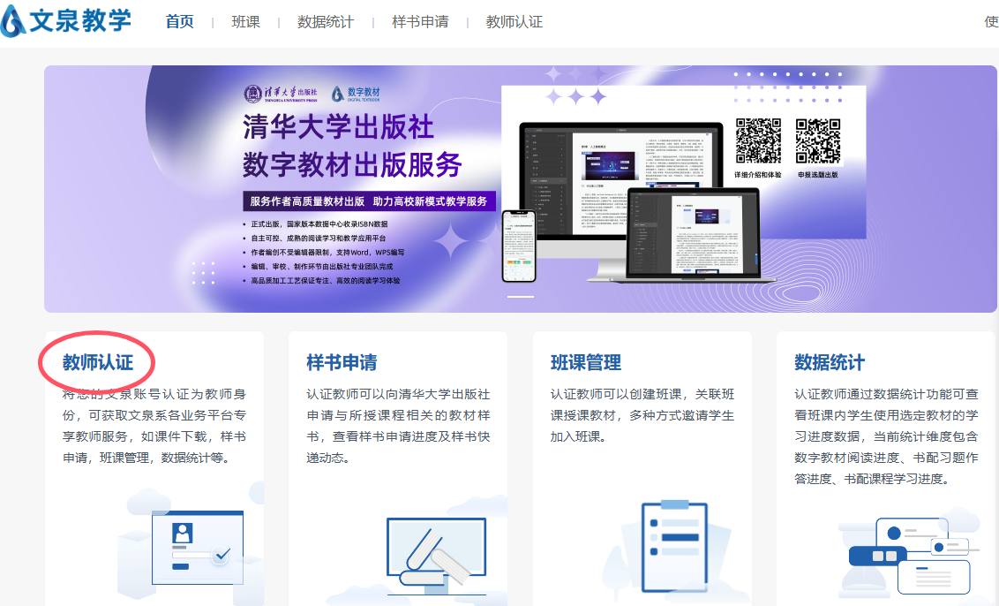 文泉教学
首页 | 班课 | 数据统计 | 样书申请 | 教师认证
使
清华大学出版社
TSINGHUA UNIVERSITY PRESS
数字教材
DIGITAL TEXTBOOK
清华大学出版社
数字教材出版服务
服务作者高质量教材出版 助力高校新模式教学服务
• 正式出版，国家版本数据中心收录ISBN数据
• 自主可控、成熟的阅读学习和教学应用平台
• 作者编创不受编辑器限制，支持Word，WPS编写
• 编辑、审校、制作环节由出版社专业团队完成
• 高品质加工工艺保证专注、高效的阅读学习体验
详细介绍和体验
申报选题出版
教师认证
将您的文泉账号认证为教师身
份，可获取文泉系各业务平台专
享教师服务，如课件下载，样书
申请，班课管理，数据统计等。
样书申请
认证教师可以向清华大学出版社
申请与所授课程相关的教材样
书，查看样书申请进度及样书快
递动态。
班课管理
认证教师可以创建班课，关联班
课授课教材，多种方式邀请学生
加入班课。
数据统计
认证教师通过数据统计功能可查
看班课内学生使用选定教材的学
习进度数据，当前统计维度包含
数字教材阅读进度、书配习题作
答进度、书配课程学习进度。